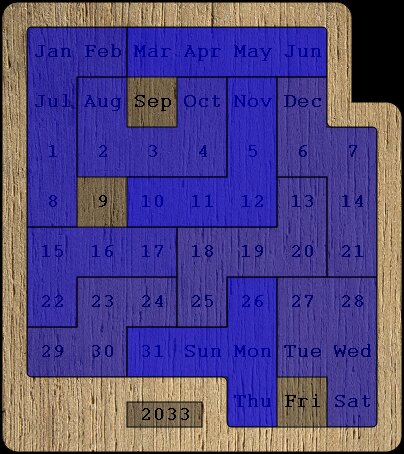 Jan Feb Mar Apr May Jun
Jul Aug Sep Oct Nov Dec
1 2 3 4 5 6 7
8 9 10 11 12 13 14
15 16 17 18 19 20 21
22 23 24 25 26 27 28
29 30 31 Sun Mon Tue Wed
Thu Fri Sat
2033